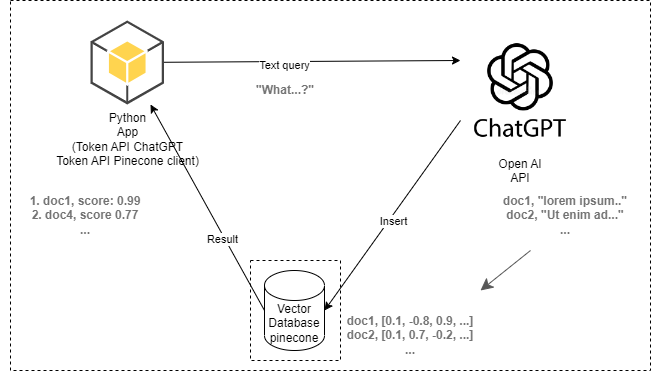 Text query
"What...?"
ChatGPT
Python
App
(Token API ChatGPT
Token API Pinecone client)
Open AI
API
1. doc1, score: 0.99
2. doc4, score 0.77
...
doc1, "lorem ipsum.."
doc2, "Ut enim ad..."
...
Insert
Result
Vector
Database
pinecone
doc1, [0.1, -0.8, 0.9, ...]
doc2, [0.1, 0.7, -0.2, ...]
...